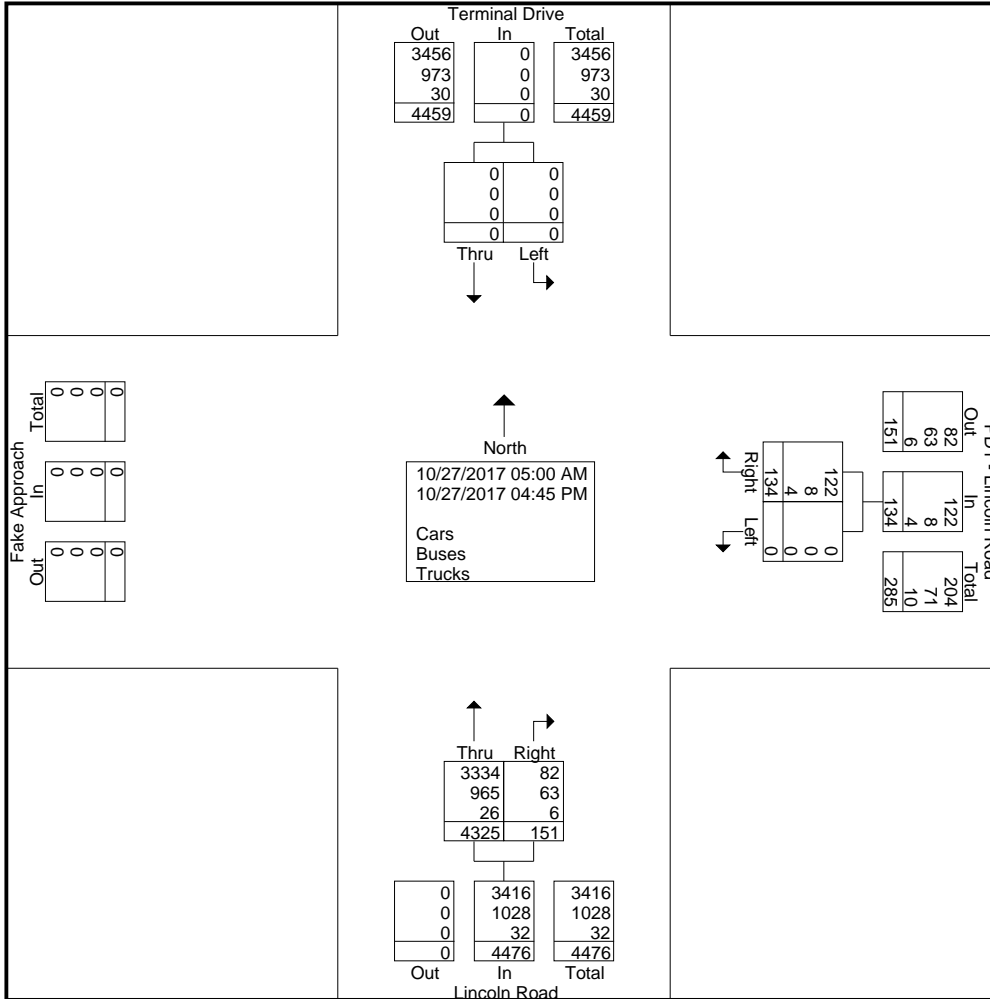 Terminal Drive
Out In Total
3456 0 3456
973 0 973
30 0 30
4459 0 4459
0 0
0 0
0 0
0 0
Thru Left
Fake Approach
Total
0 0 0 0
In
0 0 0 0
Out
0 0 0 0
North
10/27/2017 05:00 AM
10/27/2017 04:45 PM
Cars
Buses
Trucks
Right Left
122 0
8 0
4 0
134 0
Lincoln Road
Out In Total
82 122 204
63 8 71
6 4 10
151 134 285
Thru Right
3334 82
965 63
26 6
4325 151
0 3416 3416
0 1028 1028
0 32 32
0 4476 4476
Out In Total
Lincoln Road